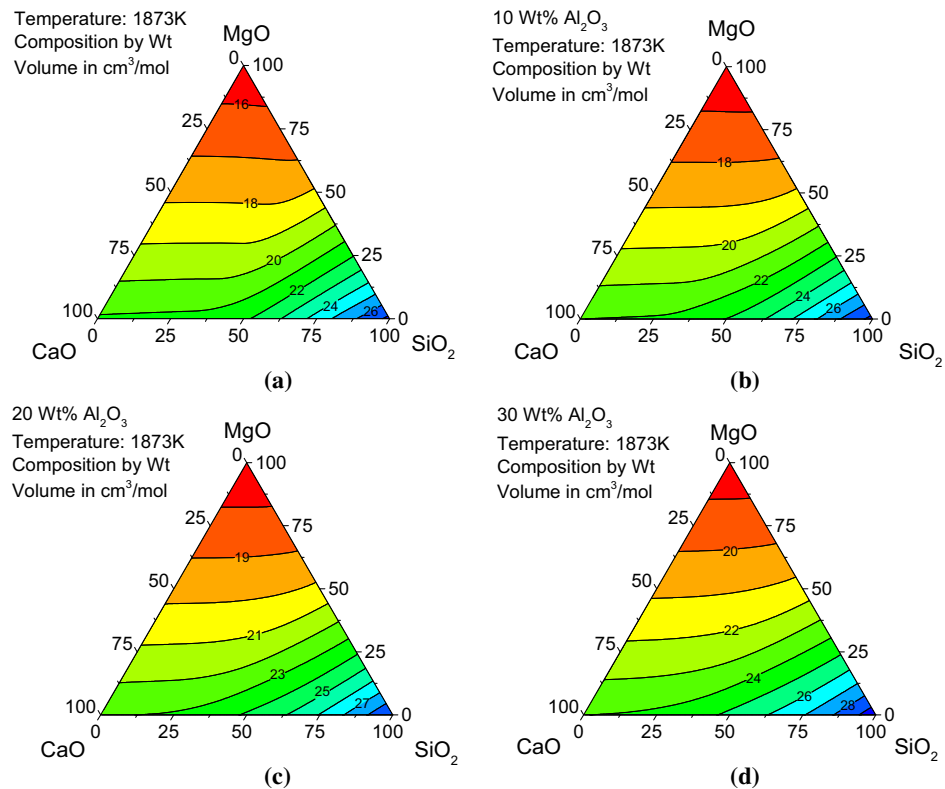 Temperature: 1873K
Composition by Wt
Volume in cm³/mol
MgO
0 100
16
25 75
50 50
18
75 25
20
22
24
26
100 0
0 25 50 75 100
CaO SiO₂
(a)
10 Wt% Al₂O₃
Temperature: 1873K
Composition by Wt
Volume in cm³/mol
MgO
0 100
25 75
18
50 50
20
75 25
22
24
26
100 0
0 25 50 75 100
CaO SiO₂
(b)
20 Wt% Al₂O₃
Temperature: 1873K
Composition by Wt
Volume in cm³/mol
MgO
0 100
25 75
19
50 50
21
75 25
23
25
27
100 0
0 25 50 75 100
CaO SiO₂
(c)
30 Wt% Al₂O₃
Temperature: 1873K
Composition by Wt
Volume in cm³/mol
MgO
0 100
25 75
20
50 50
22
75 25
24
26
28
100 0
0 25 50 75 100
CaO SiO₂
(d)